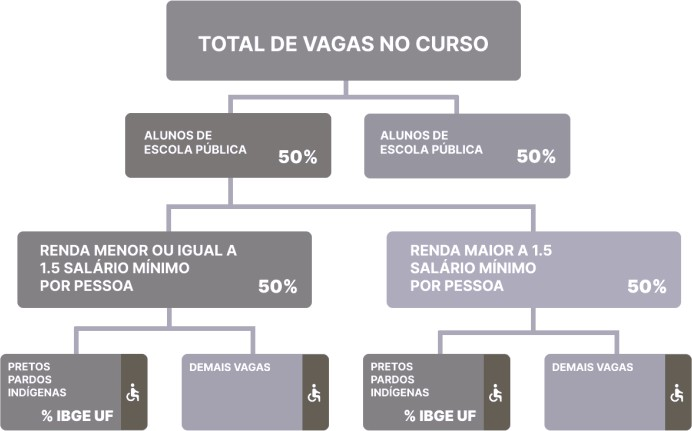 TOTAL DE VAGAS NO CURSO
ALUNOS DE
ESCOLA PÚBLICA
50%
ALUNOS DE
ESCOLA PÚBLICA
50%
RENDA MENOR OU IGUAL A
1.5 SALÁRIO MÍNIMO
POR PESSOA
50%
RENDA MAIOR A 1.5
SALÁRIO MÍNIMO
POR PESSOA
50%
PRETOS
PARDOS
INDÍGENAS
% IBGE UF
DEMAIS VAGAS
PRETOS
PARDOS
INDÍGENAS
% IBGE UF
DEMAIS VAGAS